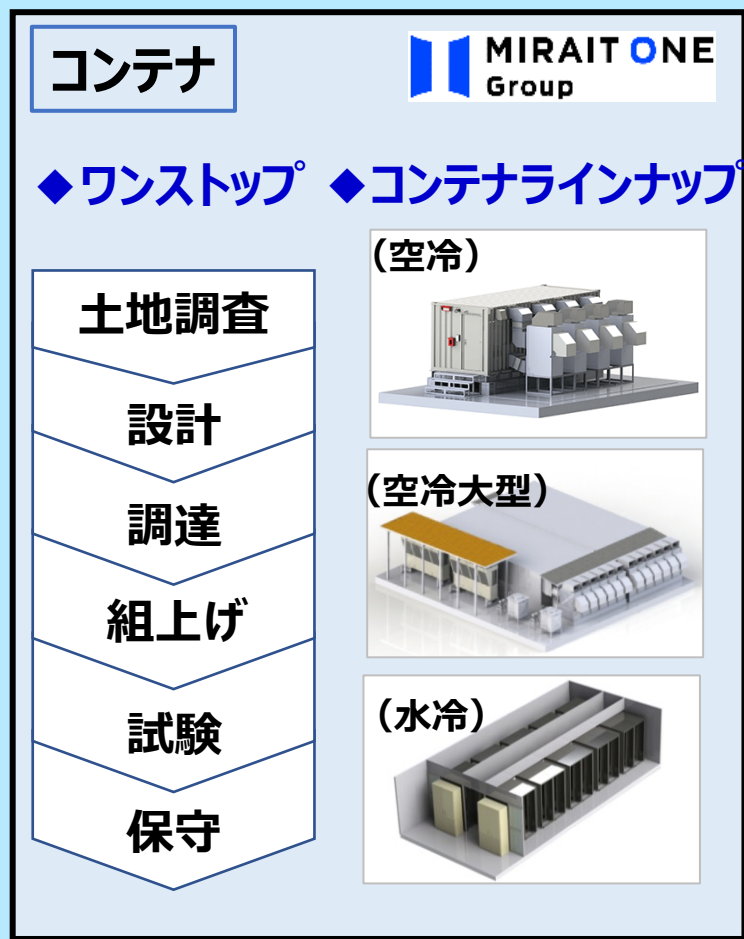 コンテナ
MIRAIT ONE
Group
◆ワンストップ
土地調査
設計
調達
組上げ
試験
保守
◆コンテナラインナップ
（空冷）
（空冷大型）
（水冷）